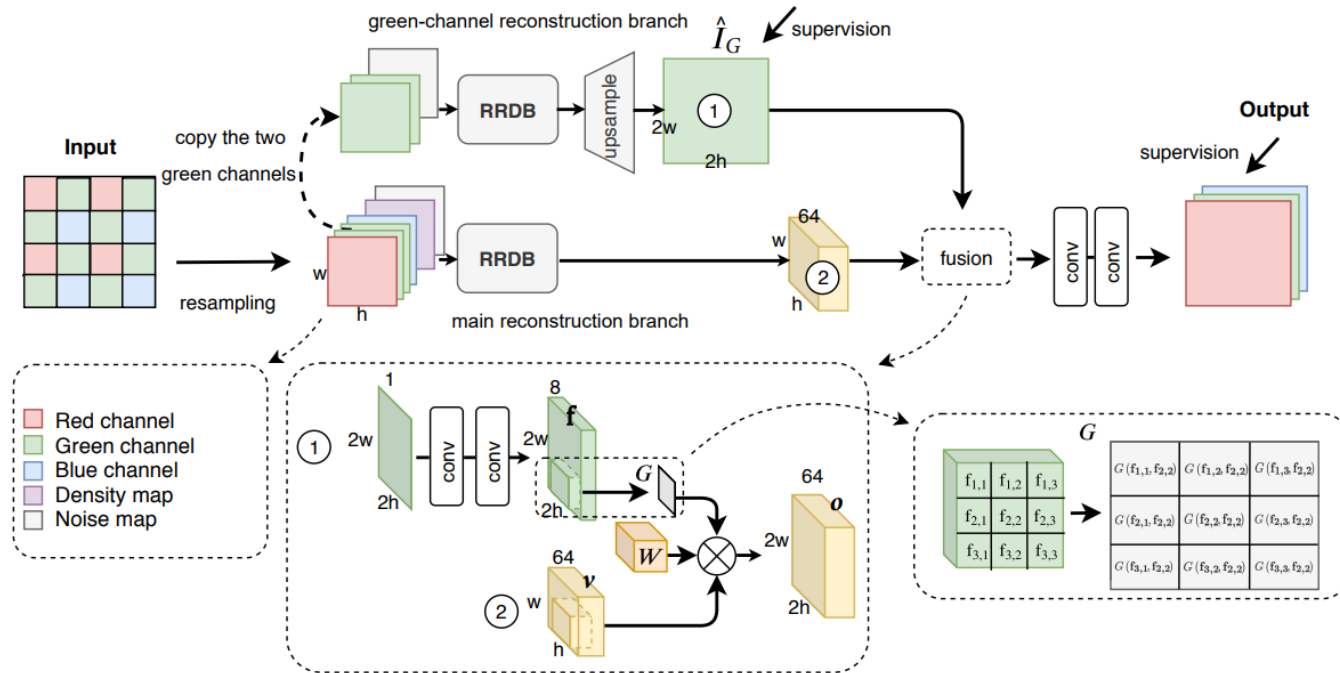 green-channel reconstruction branch
Î_G
supervision
copy the two
green channels
RRDB
upsample
2w
1
2h
Input
Output
supervision
resampling
w
h
RRDB
main reconstruction branch
64
w
h
2
fusion
conv
conv
Red channel
Green channel
Blue channel
Density map
Noise map
1
1
2w
2h
conv
conv
8
f
2w
2h
G
W
64
v
2
w
h
64
o
2w
2h
G
f1,1 f1,2 f1,3
f2,1 f2,2 f2,3
f3,1 f3,2 f3,3
G(f1,1, f2,2) G(f1,2, f2,2) G(f1,3, f2,2)
G(f2,1, f2,2) G(f2,2, f2,2) G(f2,3, f2,2)
G(f3,1, f2,2) G(f3,2, f2,2) G(f3,3, f2,2)